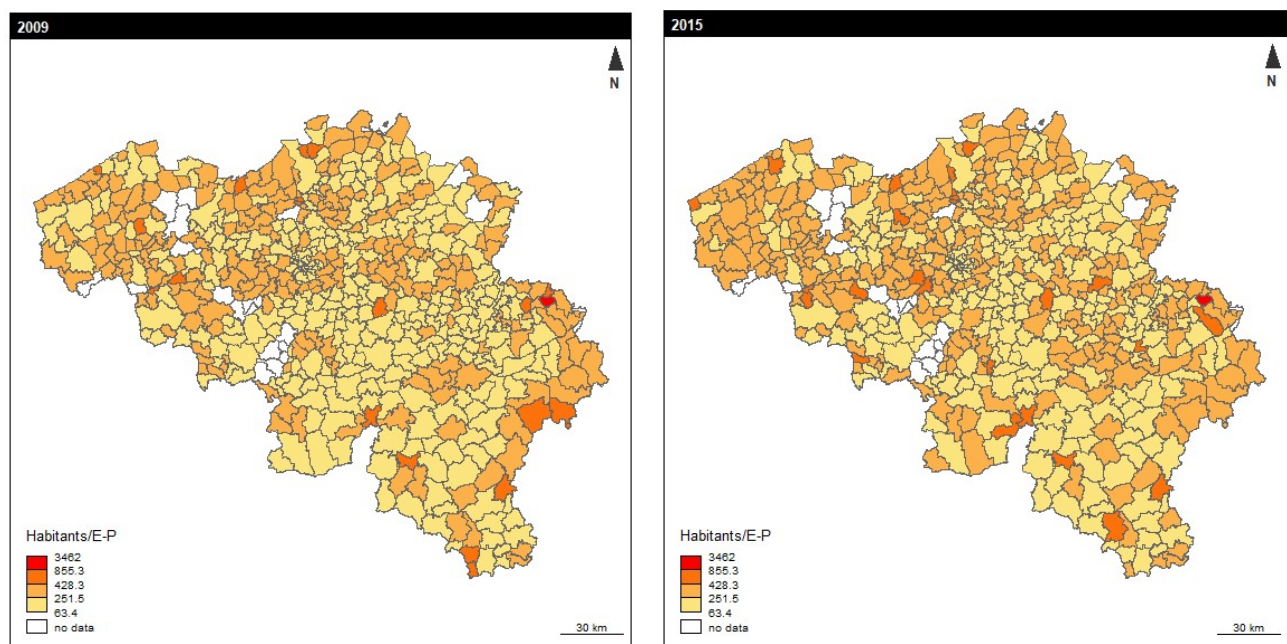 2009
N
Habitants/E-P
3462
855.3
428.3
251.5
63.4
no data
30 km
2015
N
Habitants/E-P
3462
855.3
428.3
251.5
63.4
no data
30 km